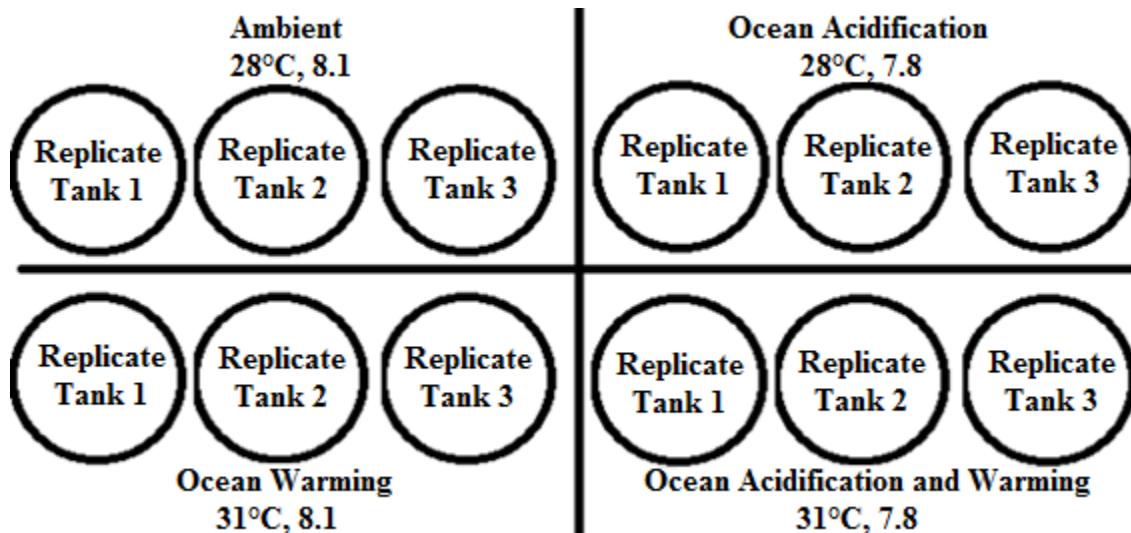 Ambient
28°C, 8.1
Replicate
Tank 1
Replicate
Tank 2
Replicate
Tank 3
Ocean Acidification
28°C, 7.8
Replicate
Tank 1
Replicate
Tank 2
Replicate
Tank 3
Replicate
Tank 1
Replicate
Tank 2
Replicate
Tank 3
Ocean Warming
31°C, 8.1
Replicate
Tank 1
Replicate
Tank 2
Replicate
Tank 3
Ocean Acidification and Warming
31°C, 7.8